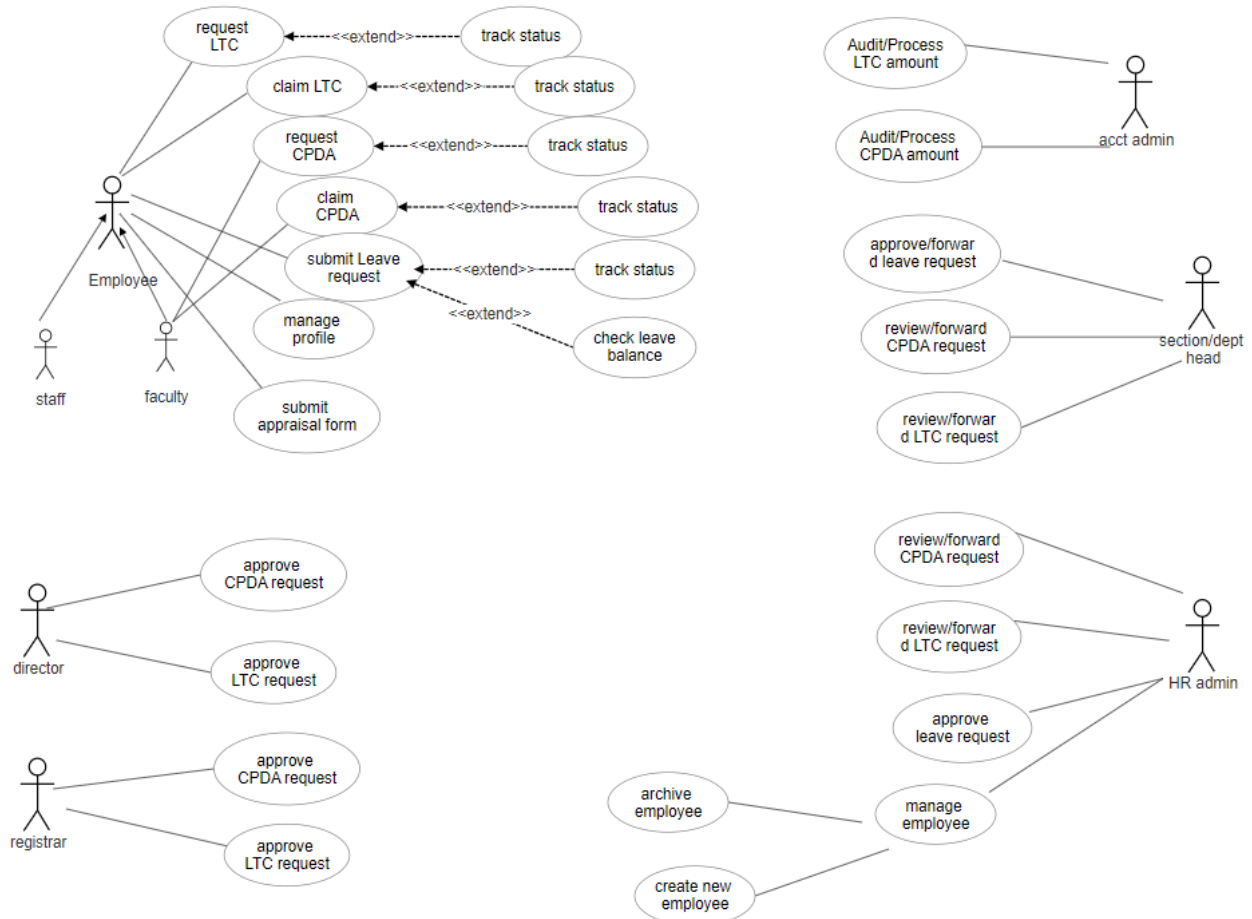 request
LTC
<<extend>>
track status
claim LTC
<<extend>>
track status
request
CPDA
<<extend>>
track status
claim
CPDA
<<extend>>
track status
submit Leave
request
<<extend>>
track status
<<extend>>
check leave
balance
manage
profile
submit
appraisal form
Employee
staff
faculty
Audit/Process
LTC amount
Audit/Process
CPDA amount
acct admin
approve/forwar
d leave request
review/forward
CPDA request
review/forwar
d LTC request
section/dept
head
approve
CPDA request
approve
LTC request
director
approve
CPDA request
approve
LTC request
registrar
review/forward
CPDA request
review/forwar
d LTC request
approve
leave request
manage
employee
HR admin
archive
employee
create new
employee